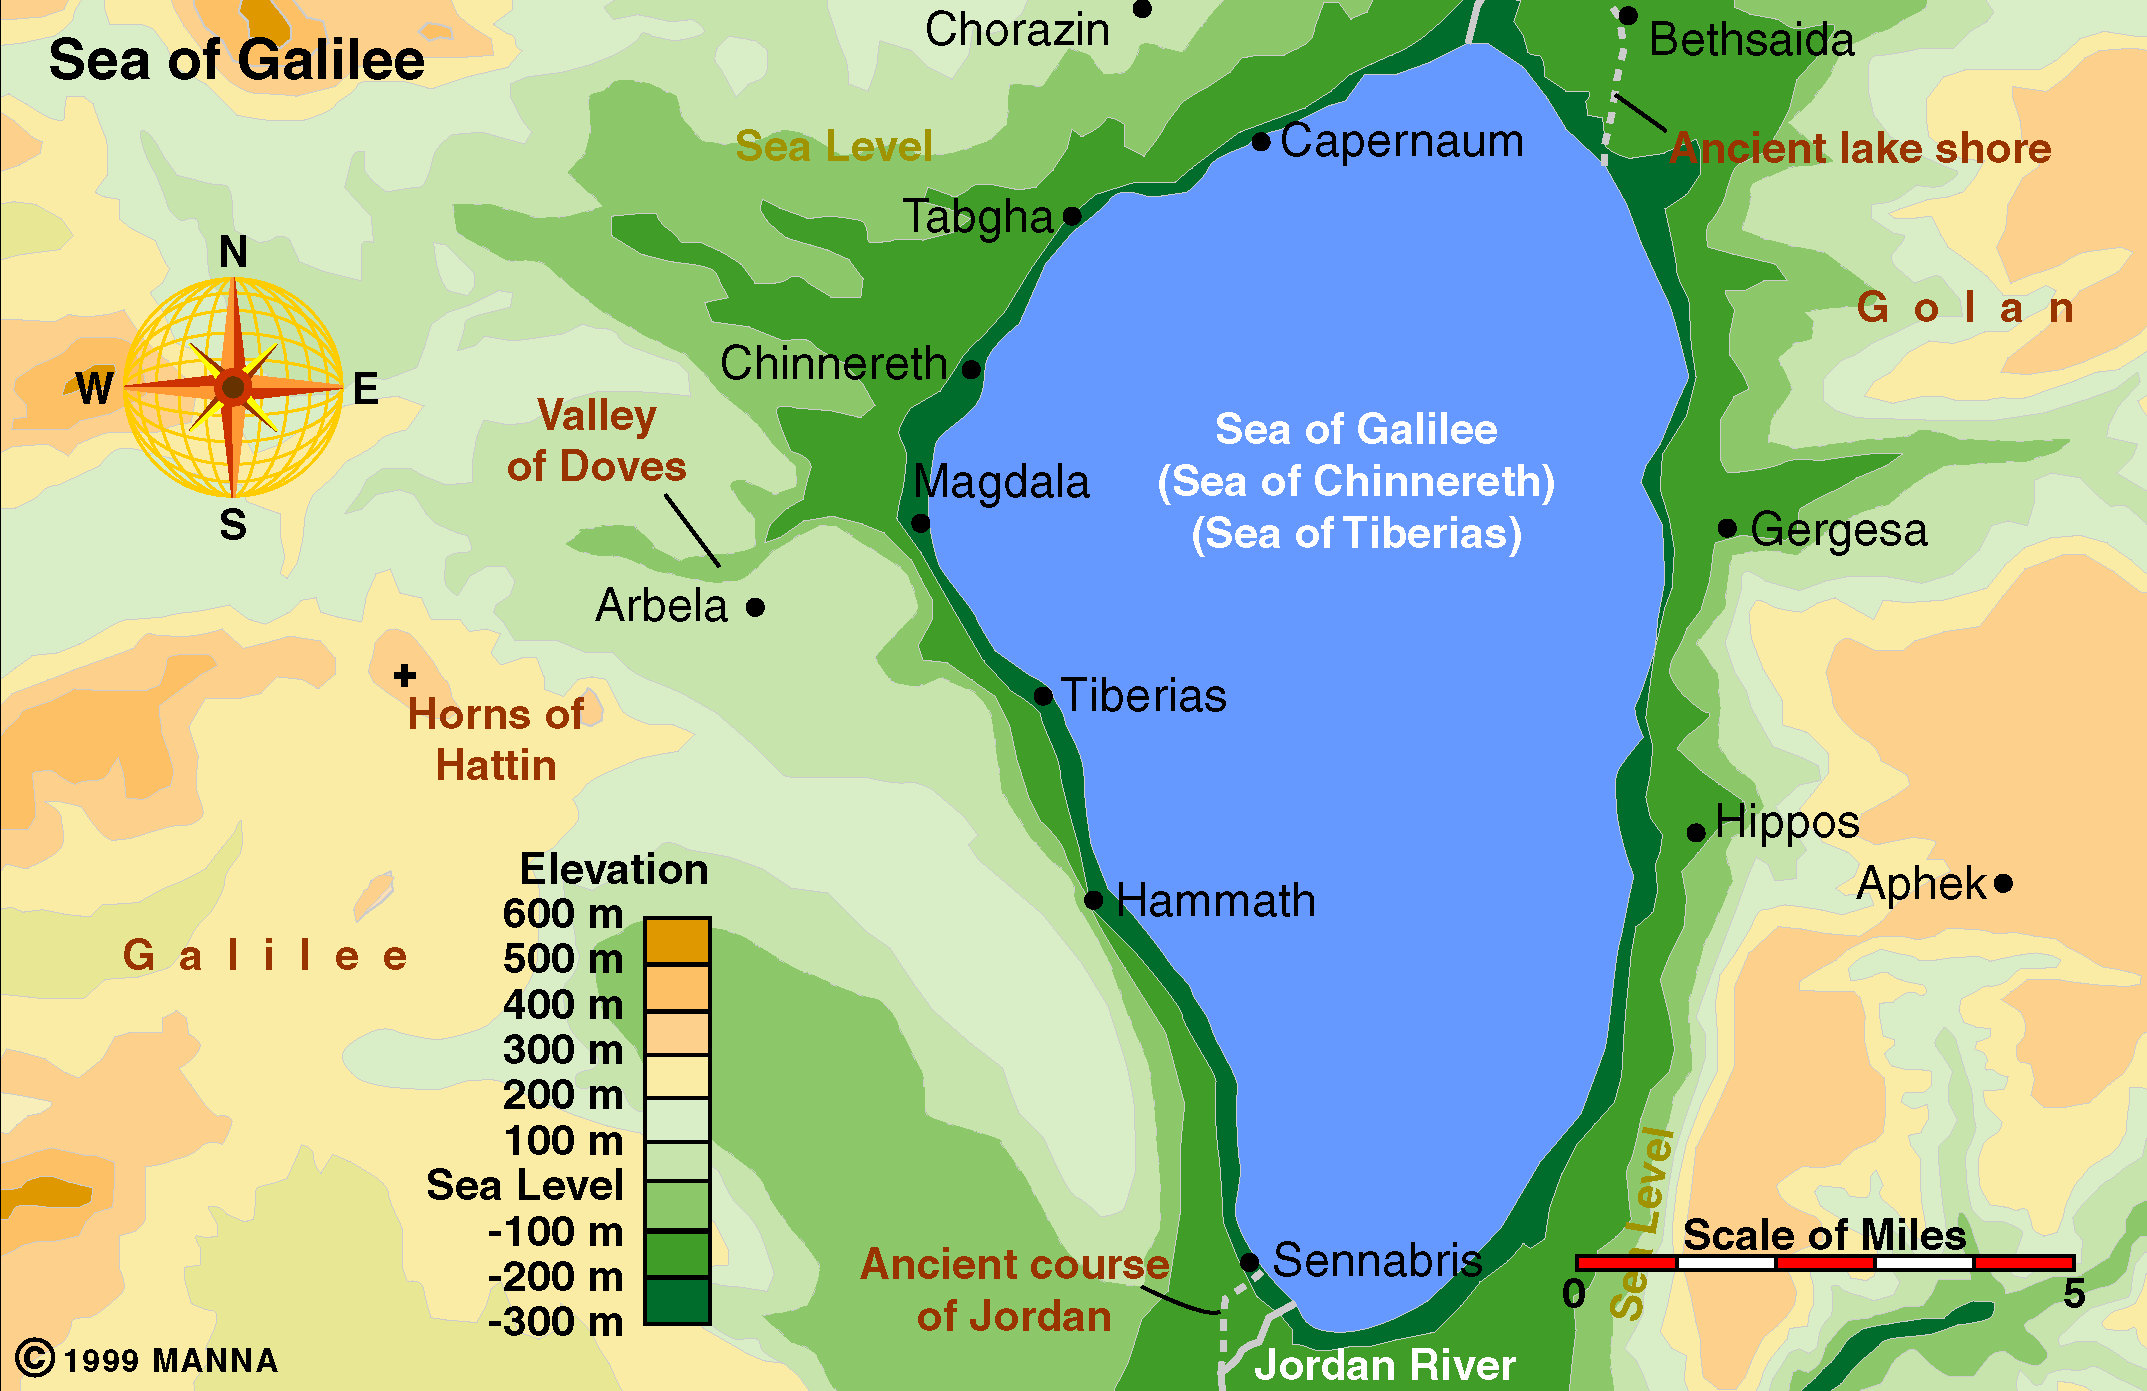 Chorazin
Bethsaida
Sea of Galilee
Sea Level
Capernaum
Ancient lake shore
Tabgha
N
W
E
S
Golan
Chinnereth
Valley
of Doves
Sea of Galilee
(Sea of Chinnereth)
(Sea of Tiberias)
Magdala
Gergesa
Arbela
Tiberias
Horns of
Hattin
Hippos
Aphek
Hammath
Galilee
Elevation
600 m
500 m
400 m
300 m
200 m
100 m
Sea Level
-100 m
-200 m
-300 m
Sea Level
Scale of Miles
0
5
Ancient course
of Jordan
Sennabris
Jordan River
© 1999 MANNA